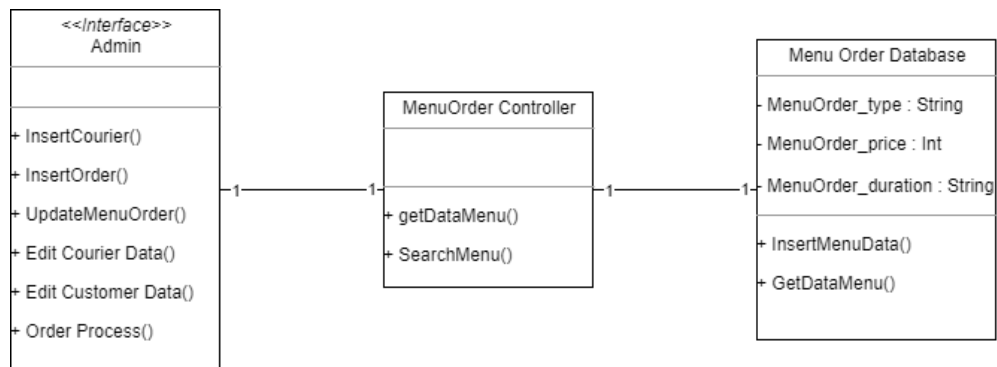 <<Interface>>
Admin
+ InsertCourier()
+ InsertOrder()
+ UpdateMenuOrder()
+ Edit Courier Data()
+ Edit Customer Data()
+ Order Process()
1
1
MenuOrder Controller
+ getDataMenu()
+ SearchMenu()
1
1
Menu Order Database
- MenuOrder_type : String
- MenuOrder_price : Int
- MenuOrder_duration : String
+ InsertMenuData()
+ GetDataMenu()